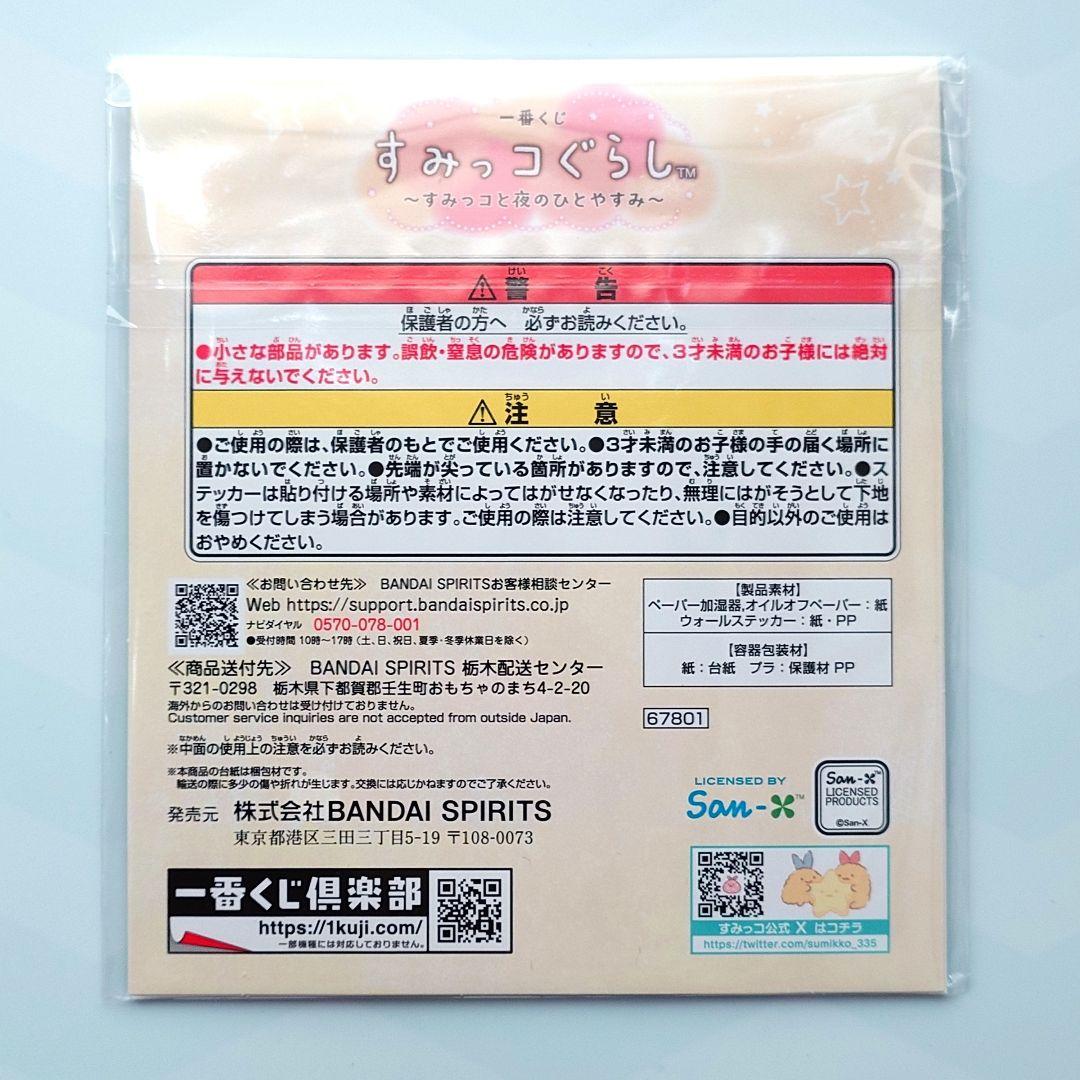 一番くじ
すみっコぐらし™
～すみっコと夜のひとやすみ～
⚠警告
保護者の方へ 必ずお読みください。
●小さな部品があります。誤飲・窒息の危険がありますので、3才未満のお子様には絶対
に与えないでください。
⚠注意
●ご使用の際は、保護者のもとでご使用ください。●3才未満のお子様の手の届く場所に
置かないでください。●先端が尖っている箇所がありますので、注意してください。●ス
テッカーは貼り付ける場所や素材によってはがせなくなったり、無理にはがそうとして下地
を傷つけてしまう場合があります。ご使用の際は注意してください。●目的以外のご使用は
おやめください。
≪お問い合わせ先≫ BANDAI SPIRITSお客様相談センター
Web https://support.bandaispirits.co.jp
ナビダイヤル 0570-078-001
●受付時間 10時〜17時 (土、日、祝日、夏季・冬季休業日を除く)
≪商品送付先≫ BANDAI SPIRITS 栃木配送センター
〒321-0298 栃木県下都賀郡壬生町おもちゃのまち4-2-20
海外からのお問い合わせは受け付けておりません。
Customer service inquiries are not accepted from outside Japan.
※中面の使用上の注意を必ずお読みください。
※本商品の台紙は梱包材です。
輸送の際に多少の傷や折れが生じます。交換には応じかねますのでご了承ください。
発売元 株式会社BANDAI SPIRITS
東京都港区三田三丁目5-19 〒108-0073
一番くじ倶楽部
https://1kuji.com/
一部機種には対応しておりません。
【製品素材】
ペーパー加湿器,オイルオフペーパー：紙
ウォールステッカー：紙・PP
【容器包装材】
紙：台紙 プラ：保護材 PP
67801
LICENSED BY
San-X™
San-X™
LICENSED
PRODUCTS
©San-X
すみっコ公式 X はコチラ
https://twitter.com/sumikko_335